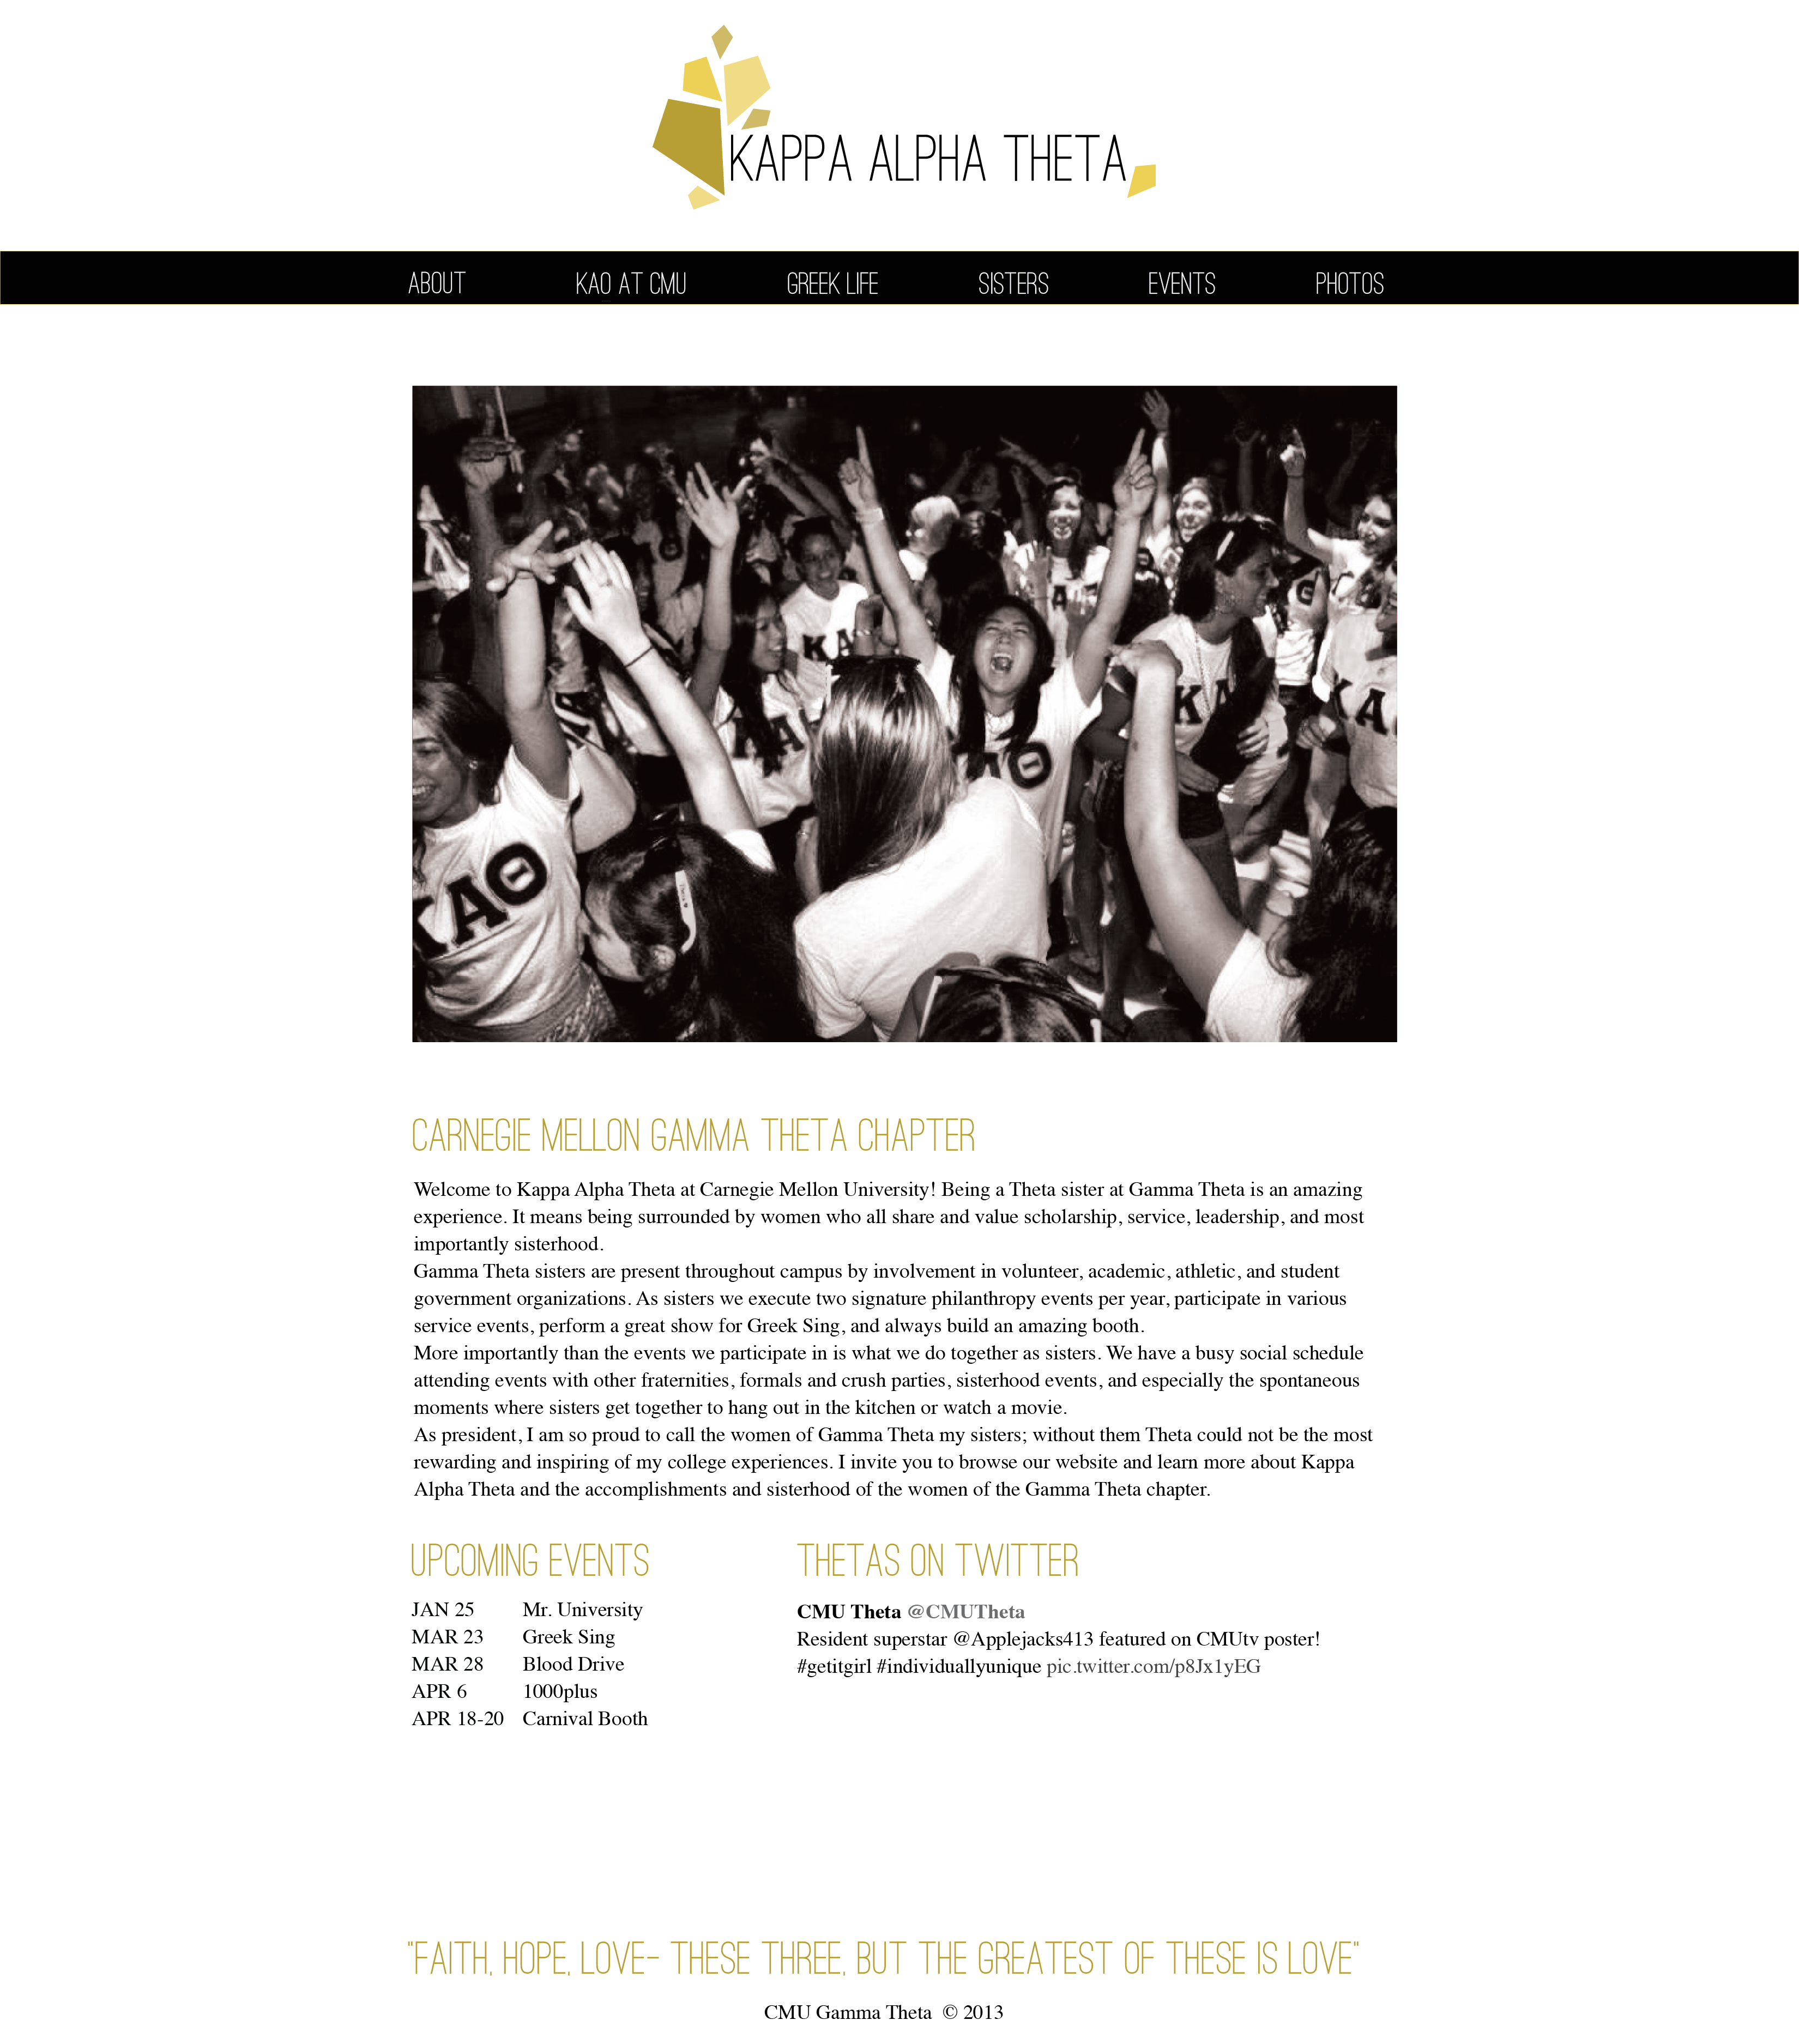 KAPPA ALPHA THETA
ABOUT KAO AT CMU GREEK LIFE SISTERS EVENTS PHOTOS
KA
KA
KA
KA
ΑΘ
KAΘ
CARNEGIE MELLON GAMMA THETA CHAPTER
Welcome to Kappa Alpha Theta at Carnegie Mellon University! Being a Theta sister at Gamma Theta is an amazing
experience. It means being surrounded by women who all share and value scholarship, service, leadership, and most
importantly sisterhood.
Gamma Theta sisters are present throughout campus by involvement in volunteer, academic, athletic, and student
government organizations. As sisters we execute two signature philanthropy events per year, participate in various
service events, perform a great show for Greek Sing, and always build an amazing booth.
More importantly than the events we participate in is what we do together as sisters. We have a busy social schedule
attending events with other fraternities, formals and crush parties, sisterhood events, and especially the spontaneous
moments where sisters get together to hang out in the kitchen or watch a movie.
As president, I am so proud to call the women of Gamma Theta my sisters; without them Theta could not be the most
rewarding and inspiring of my college experiences. I invite you to browse our website and learn more about Kappa
Alpha Theta and the accomplishments and sisterhood of the women of the Gamma Theta chapter.
UPCOMING EVENTS
JAN 25 Mr. University
MAR 23 Greek Sing
MAR 28 Blood Drive
APR 6 1000plus
APR 18-20 Carnival Booth
THETAS ON TWITTER
CMU Theta @CMUTheta
Resident superstar @Applejacks413 featured on CMUtv poster!
#getitgirl #individuallyunique pic.twitter.com/p8Jx1yEG
"FAITH, HOPE, LOVE- THESE THREE, BUT THE GREATEST OF THESE IS LOVE"
CMU Gamma Theta © 2013